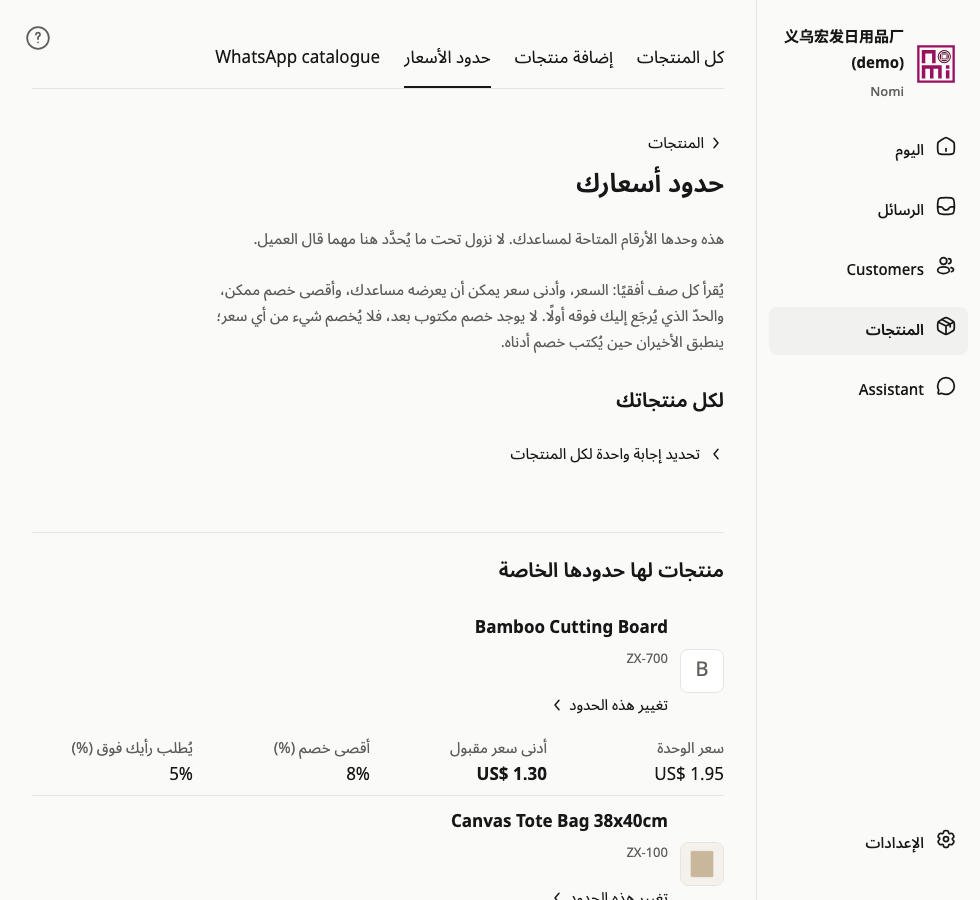 义乌宏发日用品厂
(demo)
Nomi
اليوم
الرسائل
Customers
المنتجات
Assistant
الإعدادات
?
كل المنتجات
إضافة منتجات
حدود الأسعار
WhatsApp catalogue
المنتجات
حدود أسعارك
هذه وحدها الأرقام المتاحة لمساعدك. لا نزول تحت ما يُحدَّد هنا مهما قال العميل.
يُقرأ كل صف أفقيًا: السعر، وأدنى سعر يمكن أن يعرضه مساعدك، وأقصى خصم ممكن،
والحدّ الذي يُرجَع إليك فوقه أولًا. لا يوجد خصم مكتوب بعد، فلا يُخصم شيء من أي سعر؛
ينطبق الأخيران حين يُكتب خصم أدناه.
لكل منتجاتك
تحديد إجابة واحدة لكل المنتجات
منتجات لها حدودها الخاصة
Bamboo Cutting Board
ZX-700
B
تغيير هذه الحدود
سعر الوحدة
US$ 1.95
أدنى سعر مقبول
US$ 1.30
أقصى خصم (%)
8%
يُطلب رأيك فوق (%)
5%
Canvas Tote Bag 38x40cm
ZX-100
تغيير هذه الحدود